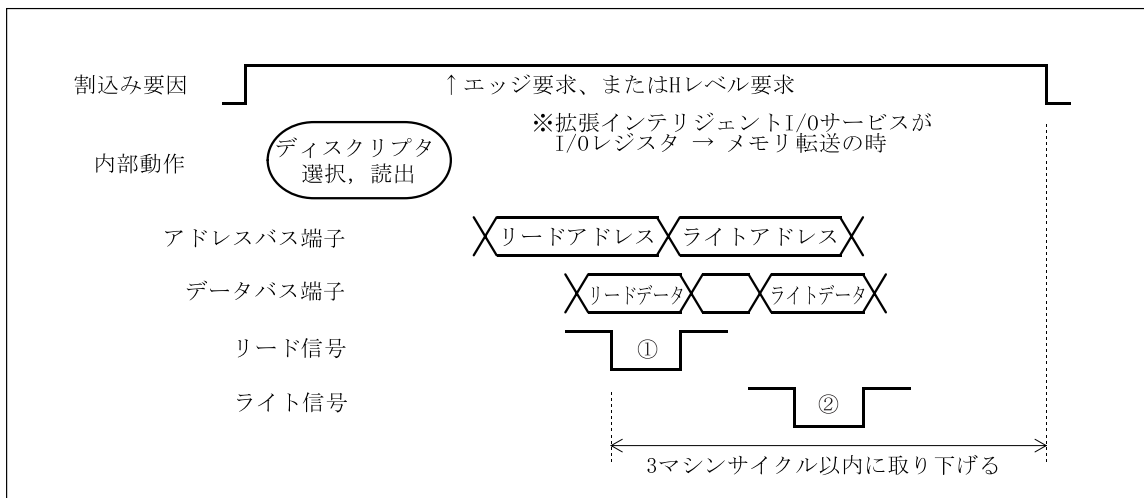 割込み要因
↑エッジ要求、またはHレベル要求
※拡張インテリジェントI/Oサービスが
I/Oレジスタ → メモリ転送の時
内部動作
ディスクリプタ
選択，読出
アドレスバス端子
リードアドレス
ライトアドレス
データバス端子
リードデータ
ライトデータ
リード信号
①
ライト信号
②
3マシンサイクル以内に取り下げる